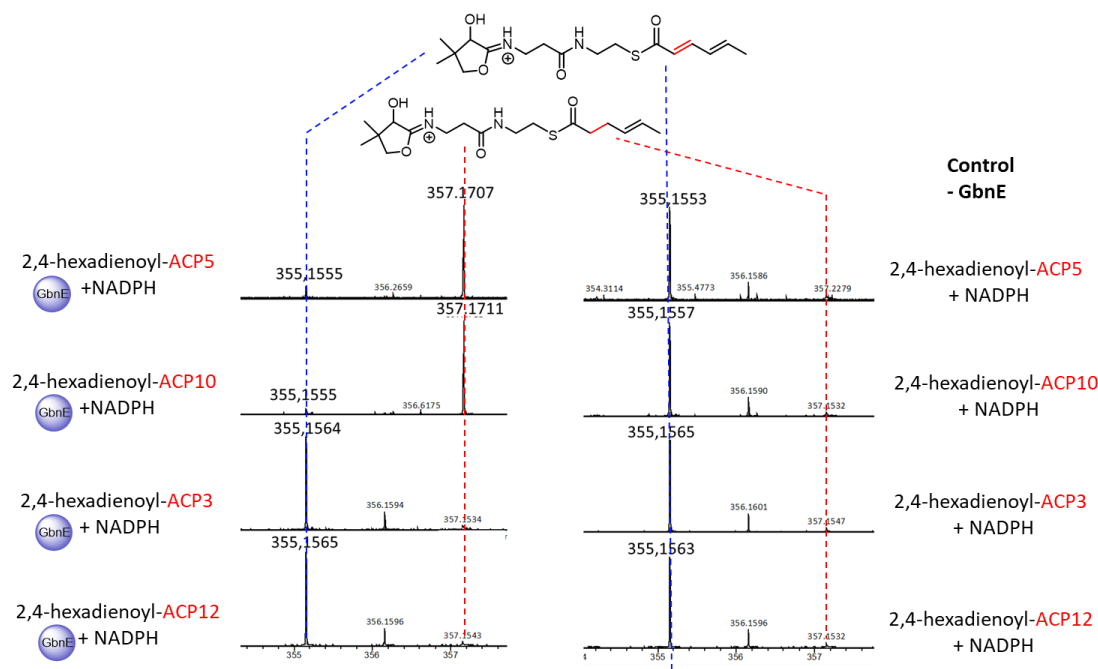 OH
O
H
N
H
N
O
O
S
⊕
OH
O
H
N
H
N
O
O
S
⊕
Control
- GbnE
357.1707
355,1553
2,4-hexadienoyl-ACP5
GbnE +NADPH
355,1555
356.2659
354.3114
355.4773
356.1586
357.2279
2,4-hexadienoyl-ACP5
+ NADPH
357.1711
355,1557
2,4-hexadienoyl-ACP10
GbnE +NADPH
355,1555
356.6175
356.1590
357.1532
2,4-hexadienoyl-ACP10
+ NADPH
355,1564
355,1565
2,4-hexadienoyl-ACP3
GbnE + NADPH
356.1594
357.1534
356.1601
357.1547
2,4-hexadienoyl-ACP3
+ NADPH
355,1565
355,1563
2,4-hexadienoyl-ACP12
GbnE + NADPH
356.1596
357.1543
356.1596
357.1532
2,4-hexadienoyl-ACP12
+ NADPH
355
356
357
4
355
356
357